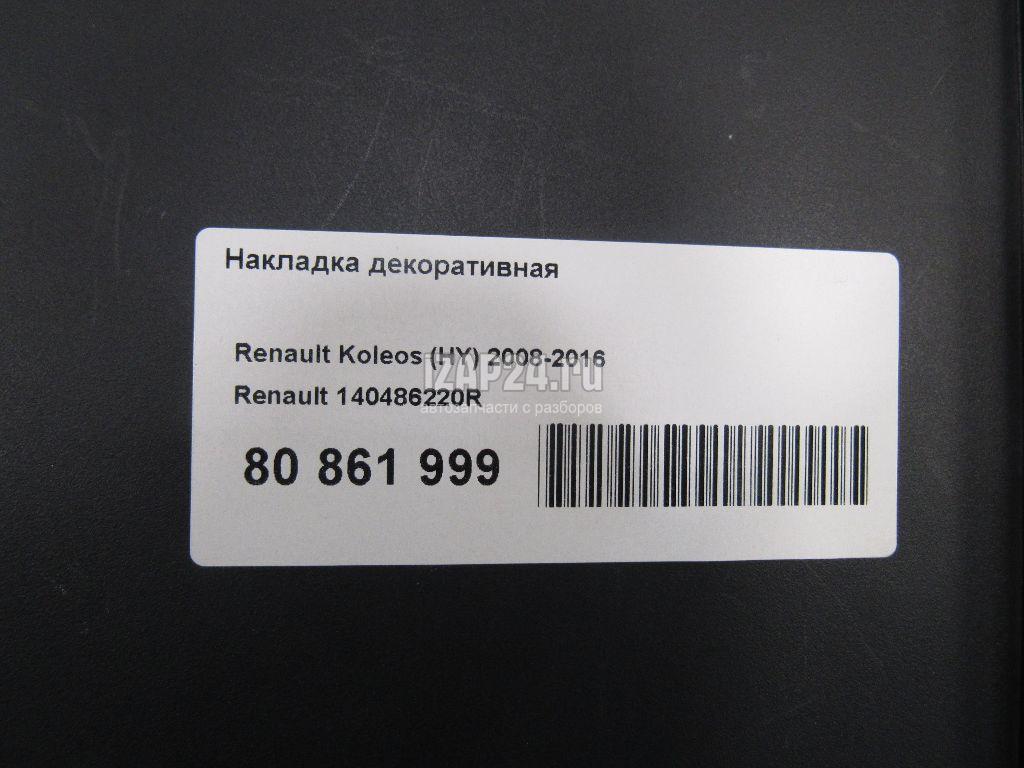 Накладка декоративная
Renault Koleos (HY) 2008-2016
IZAP24.ru
Renault 140486220R
автозапчасти с разборов
80 861 999